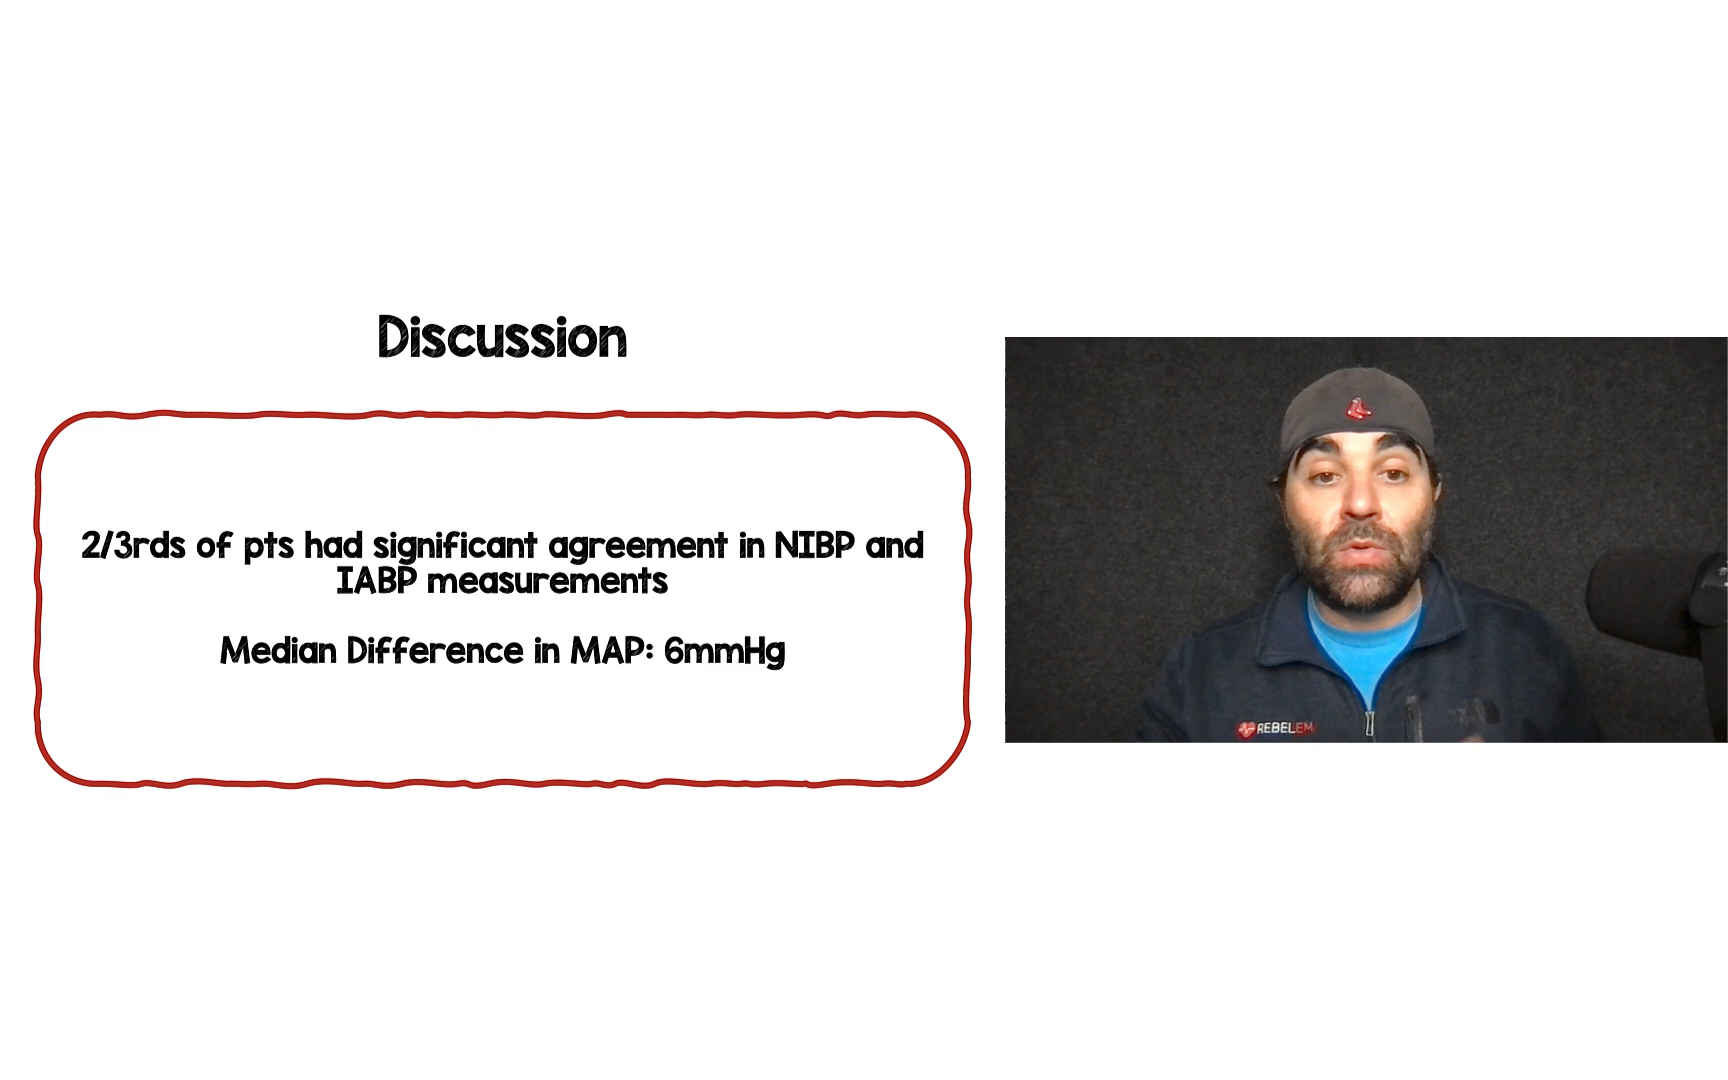 Discussion
2/3rds of pts had significant agreement in NIBP and
IABP measurements
Median Difference in MAP: 6mmHg
REBELEM